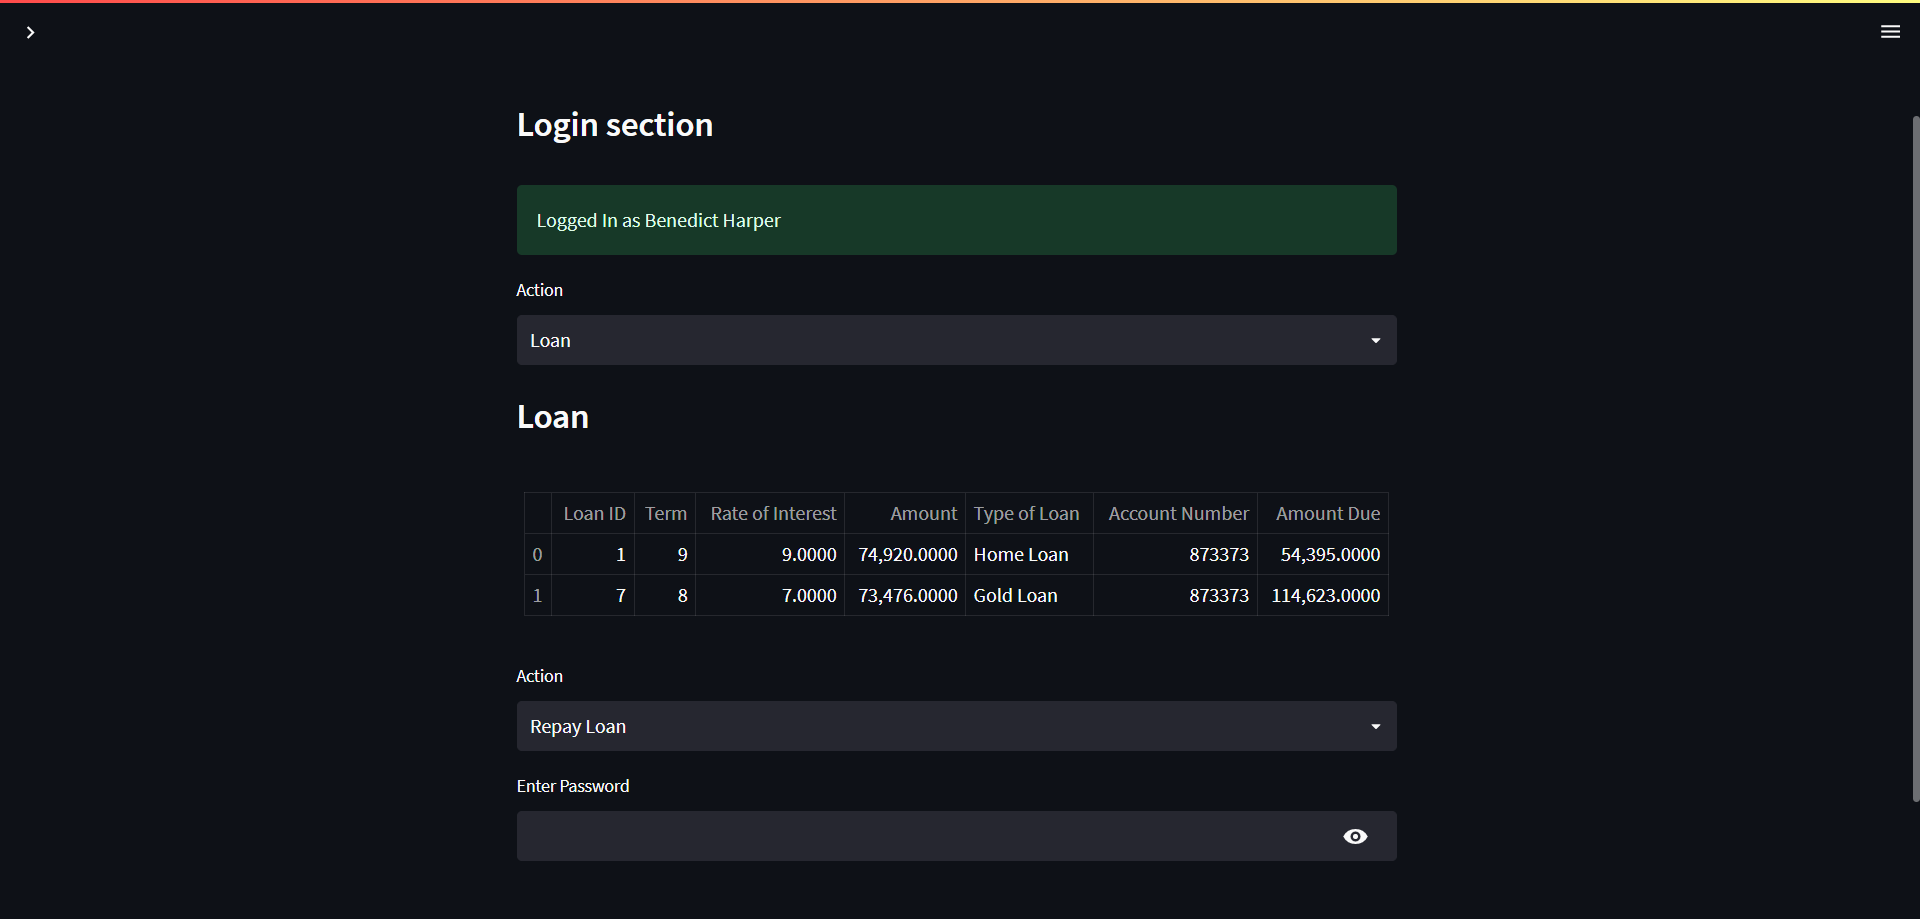 Login section
Logged In as Benedict Harper
Action
Loan
Loan
Loan ID Term Rate of Interest Amount Type of Loan Account Number Amount Due
0 1 9 9.0000 74,920.0000 Home Loan 873373 54,395.0000
1 7 8 7.0000 73,476.0000 Gold Loan 873373 114,623.0000
Action
Repay Loan
Enter Password